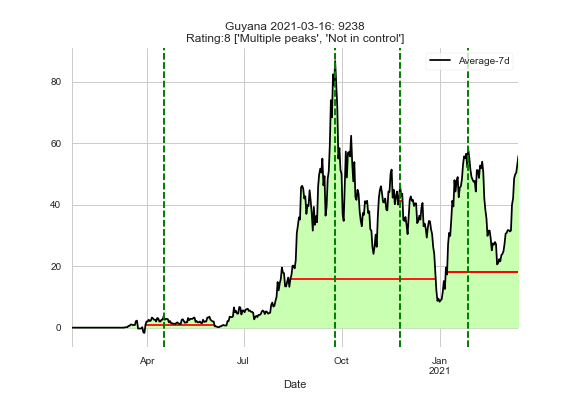 Guyana 2021-03-16: 9238
Rating:8 ['Multiple peaks', 'Not in control']
Average-7d
80
60
40
20
0
Apr
Jul
Oct
Jan
2021
Date